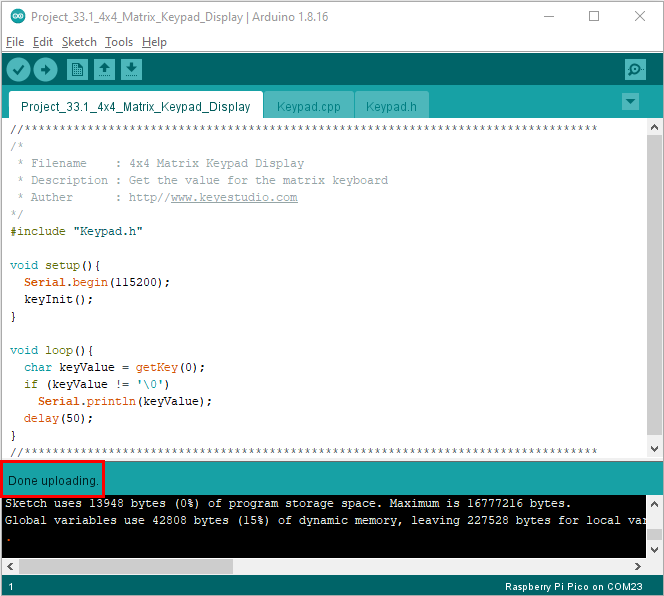 Project_33.1_4x4_Matrix_Keypad_Display | Arduino 1.8.16
File Edit Sketch Tools Help
Project_33.1_4x4_Matrix_Keypad_Display Keypad.cpp Keypad.h
//**********************************************************************************
/*
 * Filename    : 4x4 Matrix Keypad Display
 * Description : Get the value for the matrix keyboard
 * Auther      : http//www.keyestudio.com
*/
#include "Keypad.h"
void setup(){
  Serial.begin(115200);
  keyInit();
}
void loop(){
  char keyValue = getKey(0);
  if (keyValue != '\0')
    Serial.println(keyValue);
  delay(50);
}
//**********************************************************************************
Done uploading.
Sketch uses 13948 bytes (0%) of program storage space. Maximum is 16777216 bytes.
Global variables use 42808 bytes (15%) of dynamic memory, leaving 227528 bytes for local var
.
1 Raspberry Pi Pico on COM23